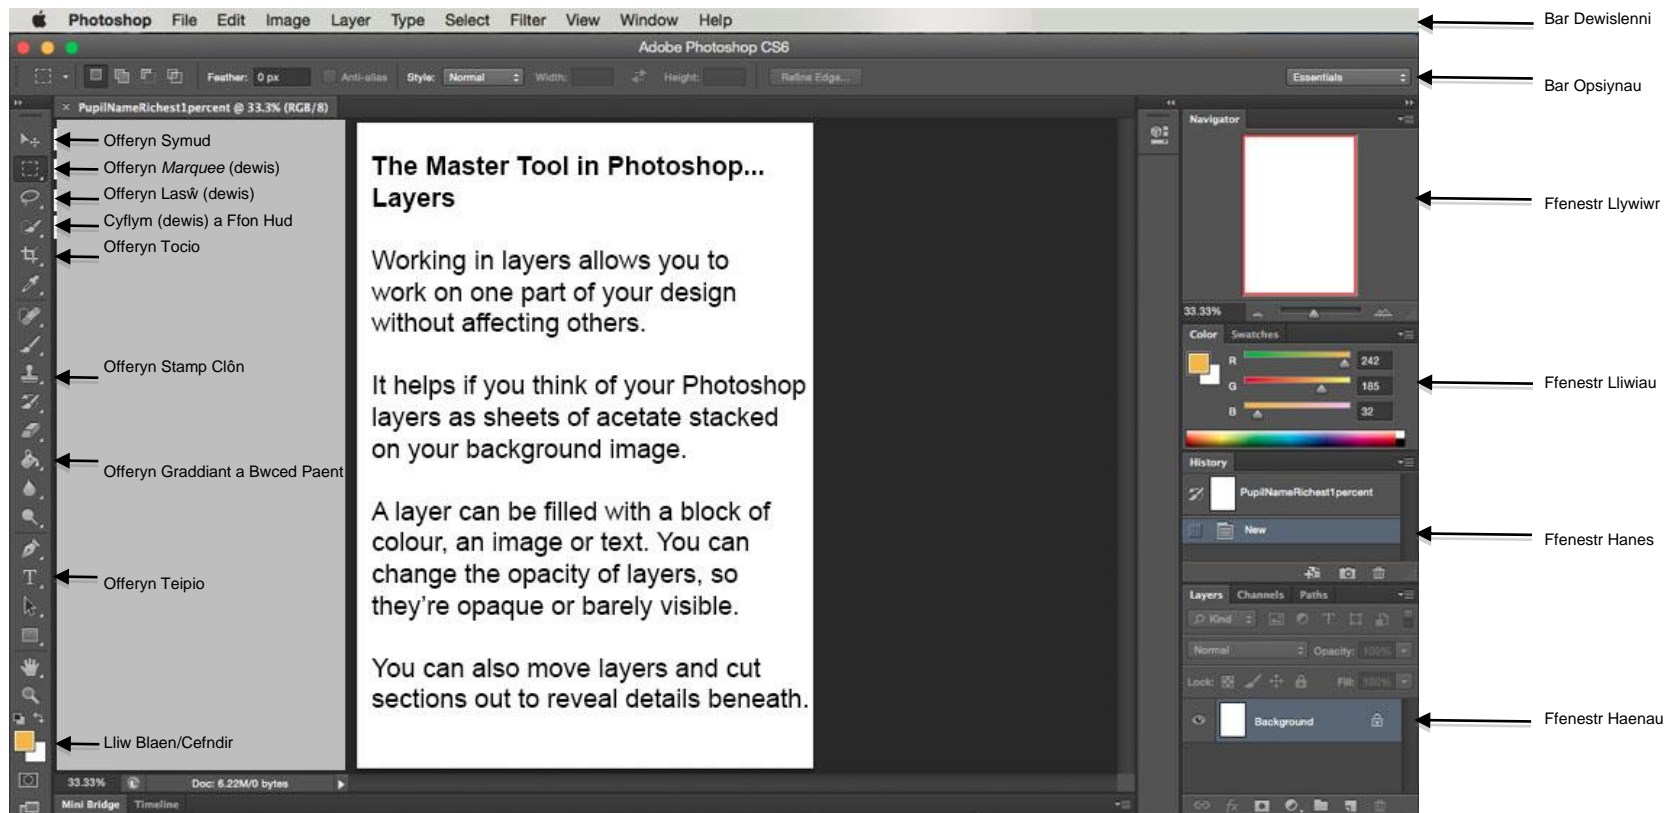 Photoshop File Edit Image Layer Type Select Filter View Window Help
Bar Dewislenni
Adobe Photoshop CS6
Feather: 0 px Anti-alias Style: Normal Width: Height: Refine Edge... Essentials
Bar Opsiynau
× PupilNameRichest1percent @ 33.3% (RGB/8)
Offeryn Symud
Offeryn Marquee (dewis)
Offeryn Lasŵ (dewis)
Cyflym (dewis) a Ffon Hud
Offeryn Tocio
Offeryn Stamp Clôn
Offeryn Graddiant a Bwced Paent
Offeryn Teipio
Lliw Blaen/Cefndir
The Master Tool in Photoshop...
Layers
Working in layers allows you to
work on one part of your design
without affecting others.
It helps if you think of your Photoshop
layers as sheets of acetate stacked
on your background image.
A layer can be filled with a block of
colour, an image or text. You can
change the opacity of layers, so
they're opaque or barely visible.
You can also move layers and cut
sections out to reveal details beneath.
33.33% Doc: 6.22M/0 bytes
Mini Bridge Timeline
Navigator
33.33%
Ffenestr Llywiwr
Color Swatches
R 242
G 185
B 32
Ffenestr Lliwiau
History
PupilNameRichest1percent
New
Ffenestr Hanes
Layers Channels Paths
Kind
Normal Opacity: 100%
Lock: Fill: 100%
Background
Ffenestr Haenau
fx